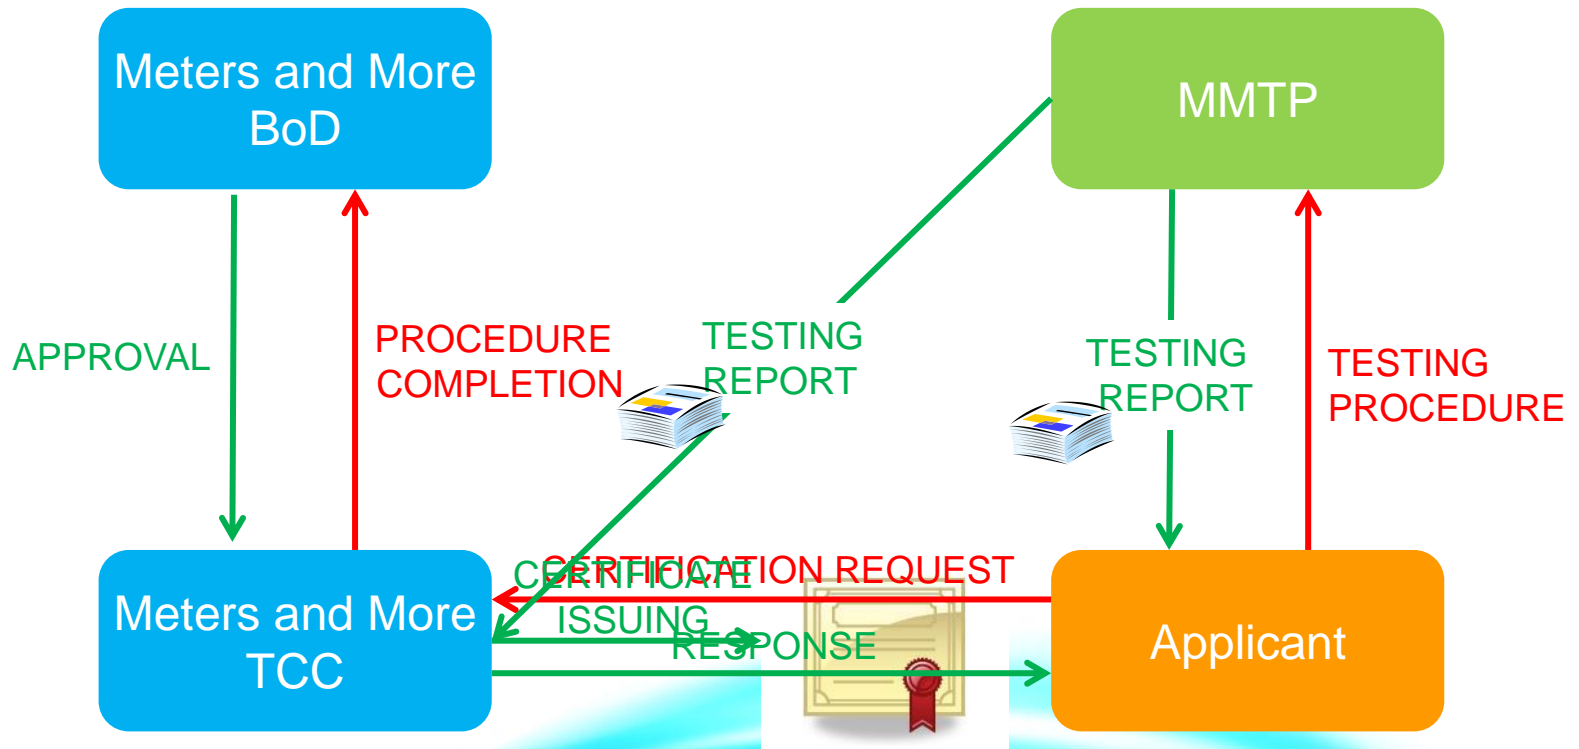 Meters and More
BoD
MMTP
APPROVAL
PROCEDURE
COMPLETION
TESTING
REPORT
TESTING
REPORT
TESTING
PROCEDURE
CERTIFICATION REQUEST
CERTIFICATE
ISSUING
RESPONSE
Meters and More
TCC
Applicant